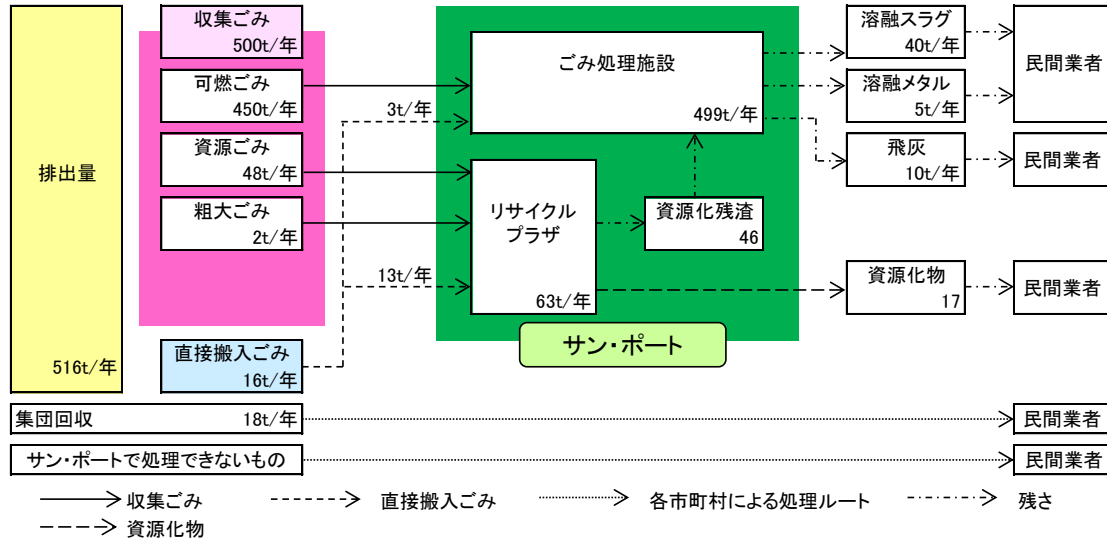 排出量
516t/年
収集ごみ
500t/年
可燃ごみ
450t/年
資源ごみ
48t/年
粗大ごみ
2t/年
直接搬入ごみ
16t/年
3t/年
13t/年
ごみ処理施設
499t/年
リサイクル
プラザ
63t/年
資源化残渣
46
サン・ポート
溶融スラグ
40t/年
溶融メタル
5t/年
飛灰
10t/年
資源化物
17
民間業者
民間業者
民間業者
集団回収 18t/年
民間業者
サン・ポートで処理できないもの
民間業者
収集ごみ
直接搬入ごみ
各市町村による処理ルート
残さ
資源化物